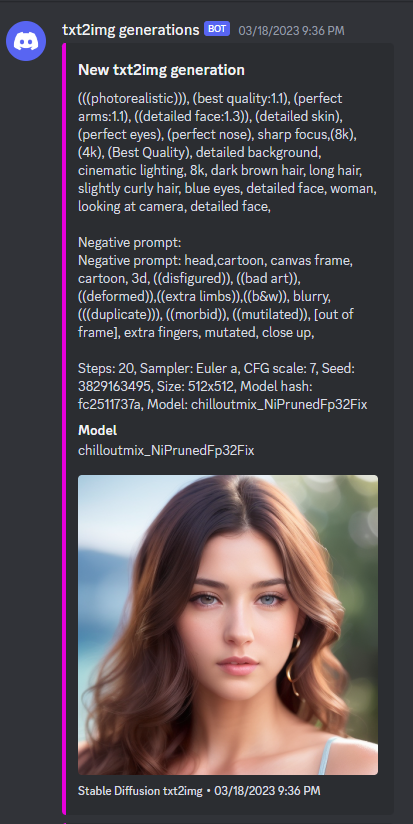 txt2img generations BOT 03/18/2023 9:36 PM
New txt2img generation
(((photorealistic))), (best quality:1.1), (perfect
arms:1.1), ((detailed face:1.3)), (detailed skin),
(perfect eyes), (perfect nose), sharp focus,(8k),
(4k), (Best Quality), detailed background,
cinematic lighting, 8k, dark brown hair, long hair,
slightly curly hair, blue eyes, detailed face, woman,
looking at camera, detailed face,
Negative prompt:
Negative prompt: head,cartoon, canvas frame,
cartoon, 3d, ((disfigured)), ((bad art)),
((deformed)),((extra limbs)),((b&w)), blurry,
(((duplicate))), ((morbid)), ((mutilated)), [out of
frame], extra fingers, mutated, close up,
Steps: 20, Sampler: Euler a, CFG scale: 7, Seed:
3829163495, Size: 512x512, Model hash:
fc2511737a, Model: chilloutmix_NiPrunedFp32Fix
Model
chilloutmix_NiPrunedFp32Fix
Stable Diffusion txt2img • 03/18/2023 9:36 PM